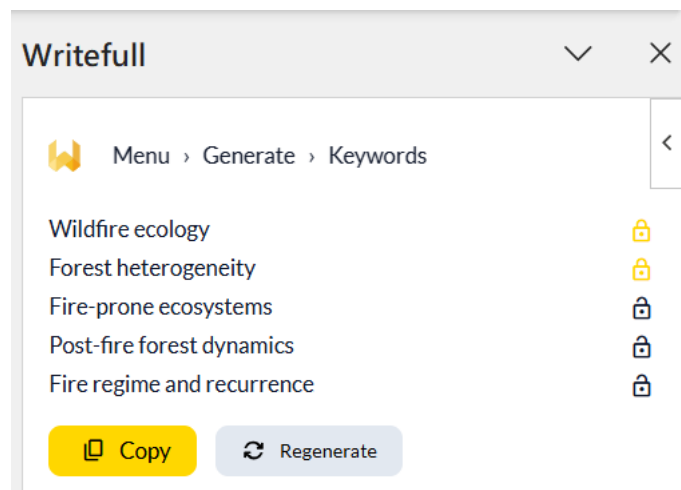 Writefull
Menu › Generate › Keywords
Wildfire ecology
Forest heterogeneity
Fire-prone ecosystems
Post-fire forest dynamics
Fire regime and recurrence
Copy
Regenerate